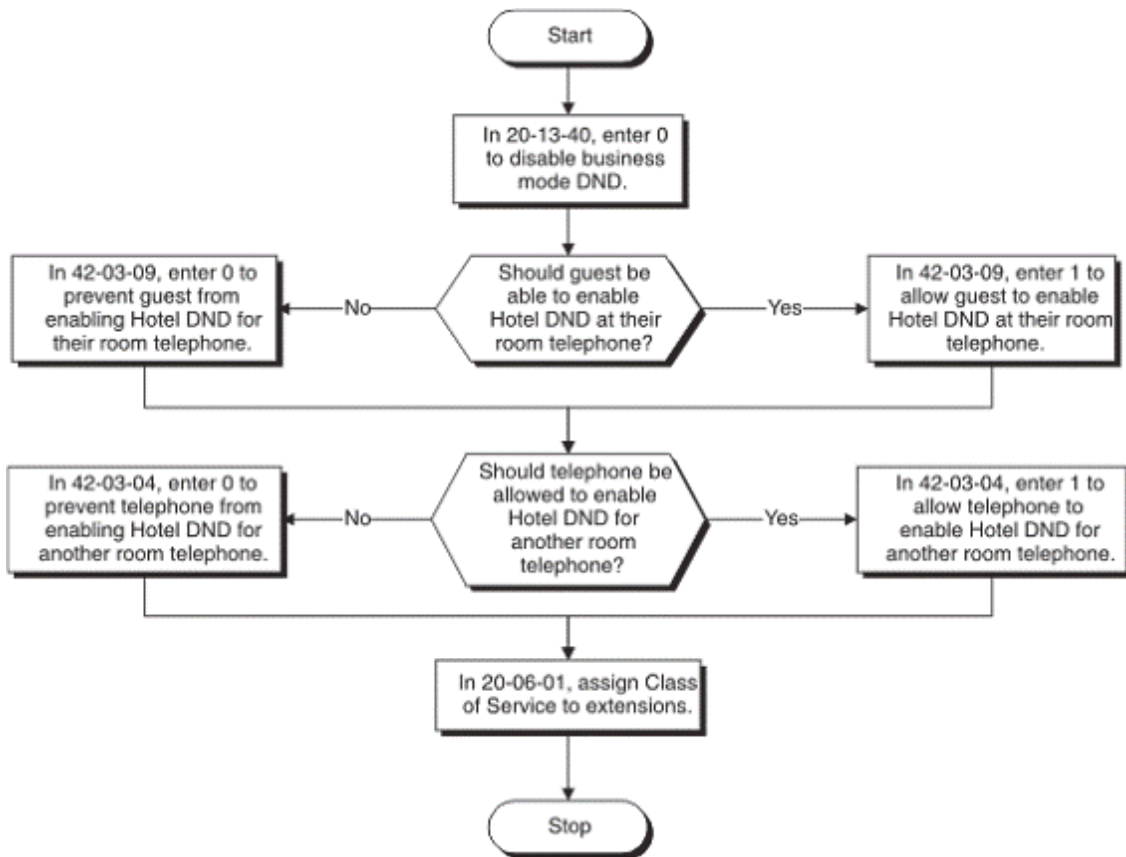 Start
In 20-13-40, enter 0
to disable business
mode DND.
In 42-03-09, enter 0 to
prevent guest from
enabling Hotel DND for
their room telephone.
No
Should guest be
able to enable
Hotel DND at their
room telephone?
Yes
In 42-03-09, enter 1 to
allow guest to enable
Hotel DND at their room
telephone.
In 42-03-04, enter 0 to
prevent telephone from
enabling Hotel DND for
another room telephone.
No
Should telephone be
allowed to enable
Hotel DND for
another room
telephone?
Yes
In 42-03-04, enter 1 to
allow telephone to
enable Hotel DND for
another room telephone.
In 20-06-01, assign Class
of Service to extensions.
Stop